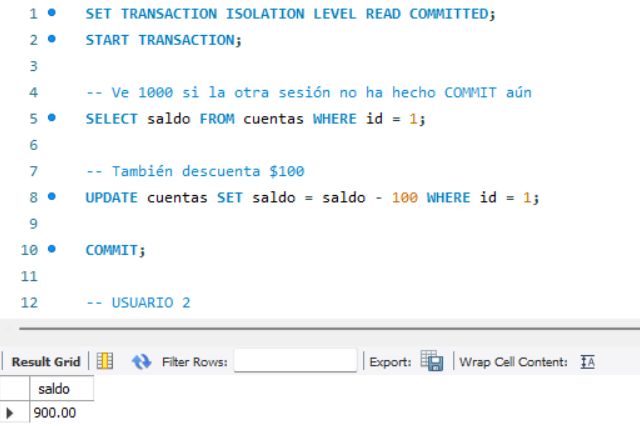 1 SET TRANSACTION ISOLATION LEVEL READ COMMITTED;
2 START TRANSACTION;
3
4 -- Ve 1000 si la otra sesión no ha hecho COMMIT aún
5 SELECT saldo FROM cuentas WHERE id = 1;
6
7 -- También descuenta $100
8 UPDATE cuentas SET saldo = saldo - 100 WHERE id = 1;
9
10 COMMIT;
11
12 -- USUARIO 2
Result Grid Filter Rows: Export: Wrap Cell Content:
saldo
900.00